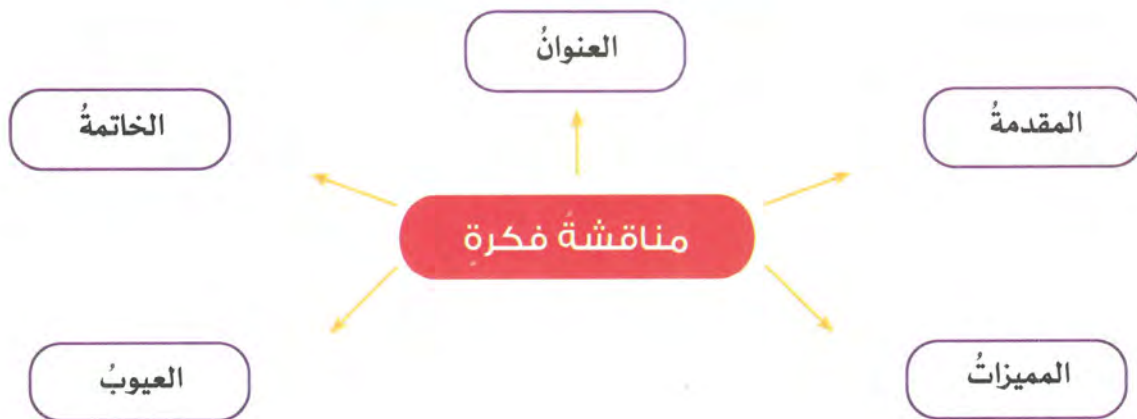 العنوانُ
المقدمةُ
الخاتمةُ
مناقشةُ فكرةٍ
المميزاتُ
العيوبُ